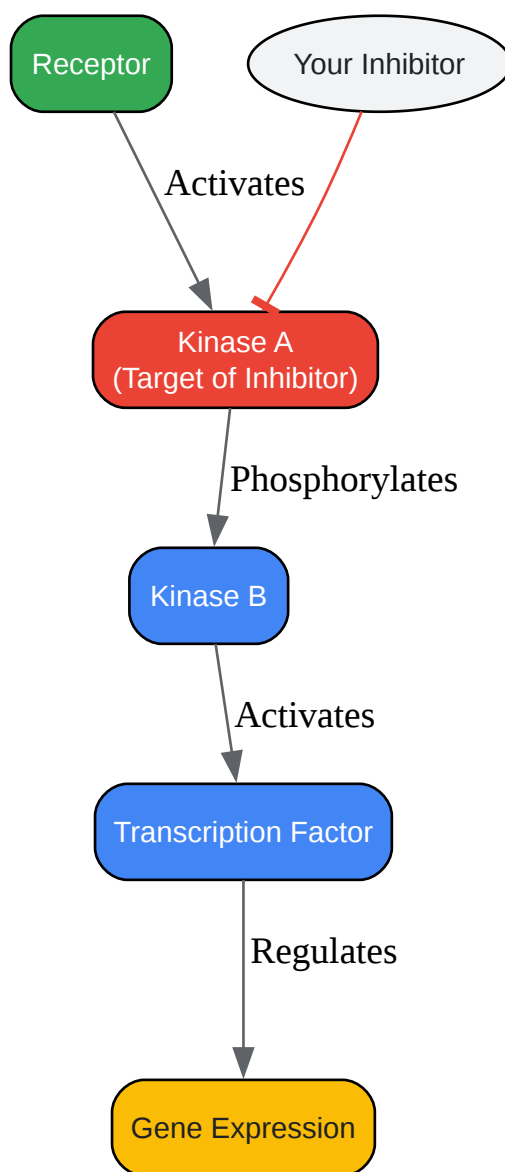 Receptor
Your Inhibitor
Activates
Kinase A
(Target of Inhibitor)
Phosphorylates
Kinase B
Activates
Transcription Factor
Regulates
Gene Expression